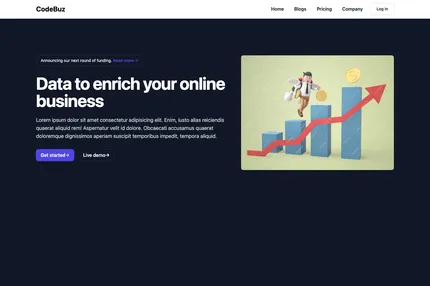 CodeBuz
Home Blogs Pricing Company Log in
Announcing our next round of funding. Read more →
Data to enrich your online
business
Lorem ipsum dolor sit amet consectetur adipisicing elit. Enim, iusto alias reiciendis
quaerat aliquid rem! Aspernatur velit id dolore. Obcaecati accusamus quaerat
doloremque dignissimos aperiam suscipit temporibus impedit, tempora aliquid.
Get started→ Live demo→